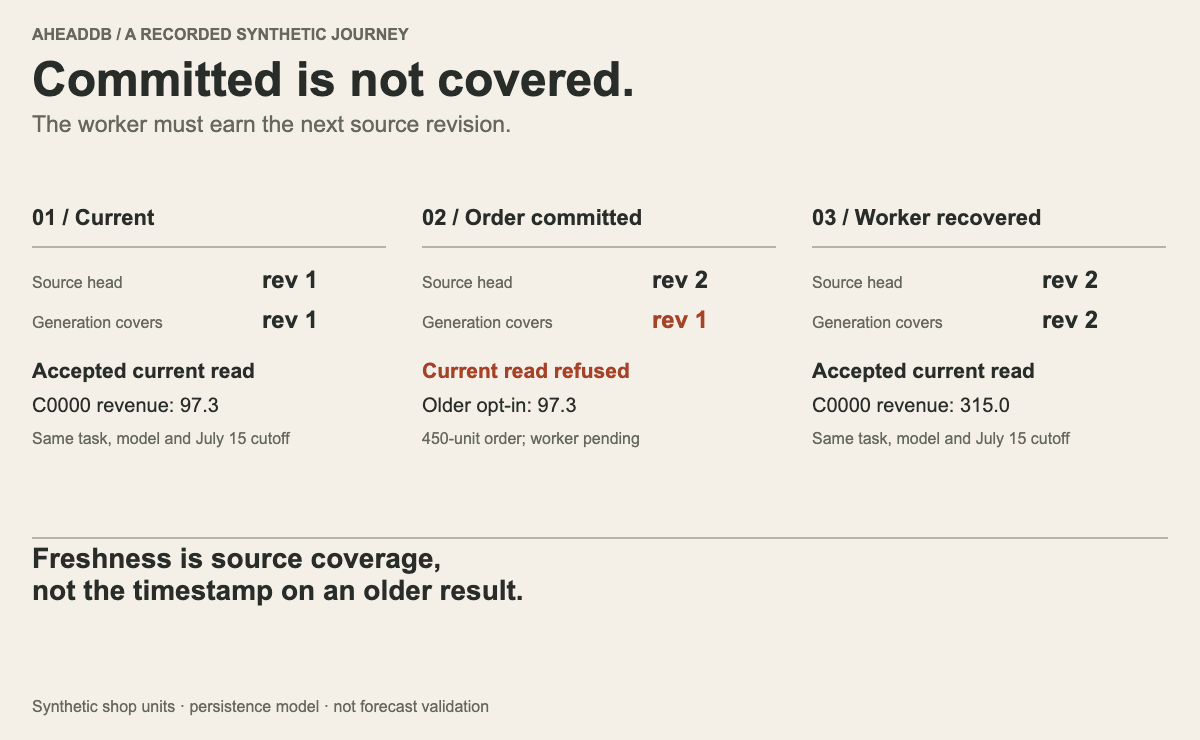 AHEADDB / A RECORDED SYNTHETIC JOURNEY
Committed is not covered.
The worker must earn the next source revision.
01 / Current
Source head rev 1
Generation covers rev 1
Accepted current read
C0000 revenue: 97.3
Same task, model and July 15 cutoff
02 / Order committed
Source head rev 2
Generation covers rev 1
Current read refused
Older opt-in: 97.3
450-unit order; worker pending
03 / Worker recovered
Source head rev 2
Generation covers rev 2
Accepted current read
C0000 revenue: 315.0
Same task, model and July 15 cutoff
Freshness is source coverage,
not the timestamp on an older result.
Synthetic shop units · persistence model · not forecast validation